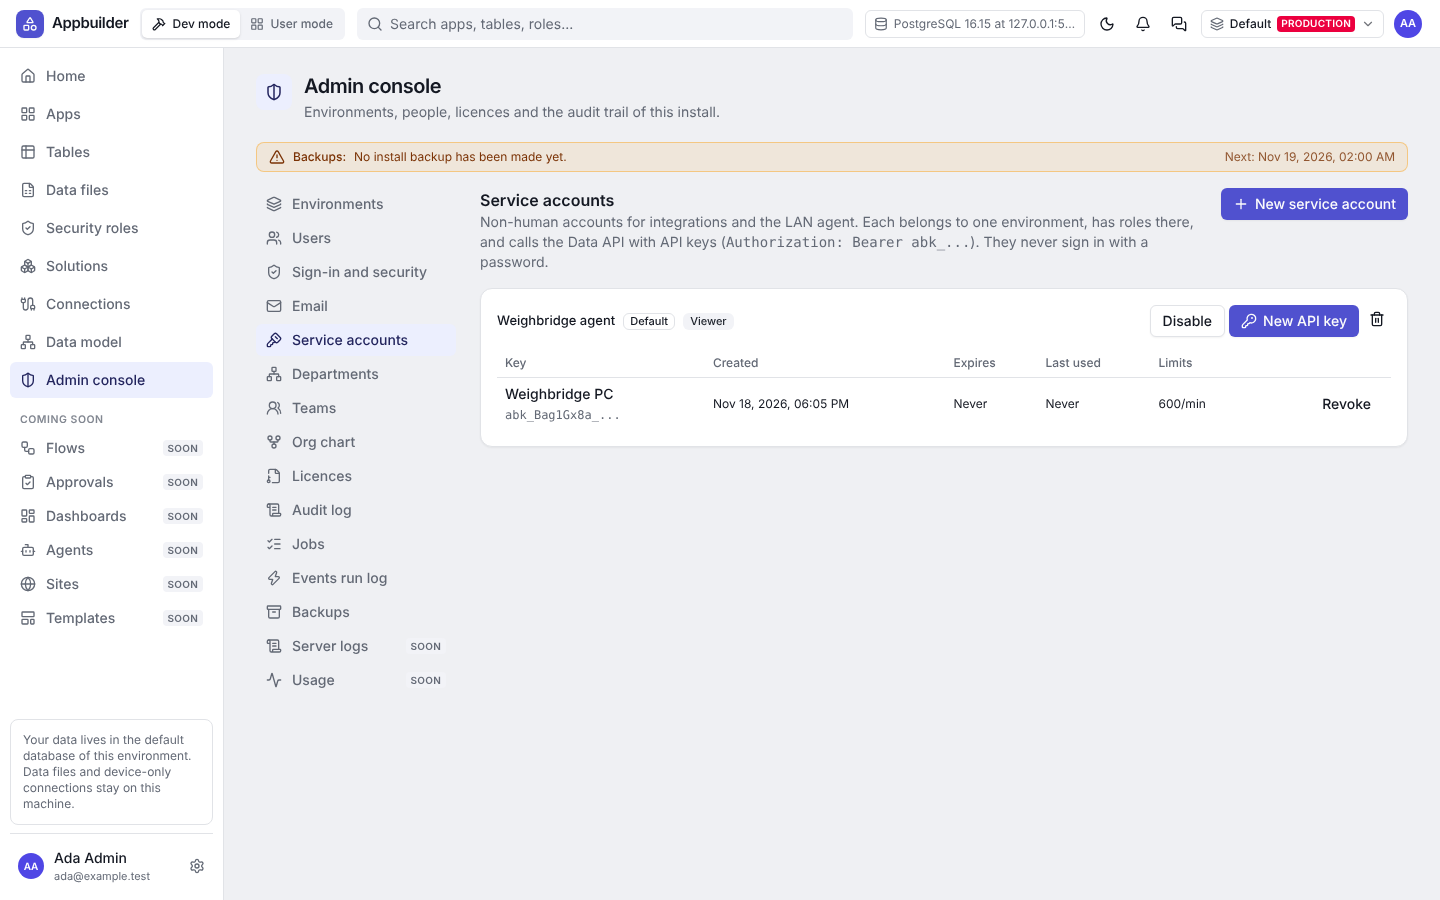 Appbuilder
Dev mode
User mode
Search apps, tables, roles...
PostgreSQL 16.15 at 127.0.0.1:5...
Default PRODUCTION
AA
Home
Apps
Tables
Data files
Security roles
Solutions
Connections
Data model
Admin console
COMING SOON
Flows SOON
Approvals SOON
Dashboards SOON
Agents SOON
Sites SOON
Templates SOON
Your data lives in the default
database of this environment.
Data files and device-only
connections stay on this
machine.
AA
Ada Admin
ada@example.test
Admin console
Environments, people, licences and the audit trail of this install.
Backups: No install backup has been made yet.
Next: Nov 19, 2026, 02:00 AM
Environments
Users
Sign-in and security
Email
Service accounts
Departments
Teams
Org chart
Licences
Audit log
Jobs
Events run log
Backups
Server logs SOON
Usage SOON
Service accounts
Non-human accounts for integrations and the LAN agent. Each belongs to one environment, has roles there,
and calls the Data API with API keys (Authorization: Bearer abk_...). They never sign in with a
password.
New service account
Weighbridge agent Default Viewer
Disable
New API key
Key Created Expires Last used Limits
Weighbridge PC
abk_Bag1Gx8a_...
Nov 18, 2026, 06:05 PM Never Never 600/min Revoke